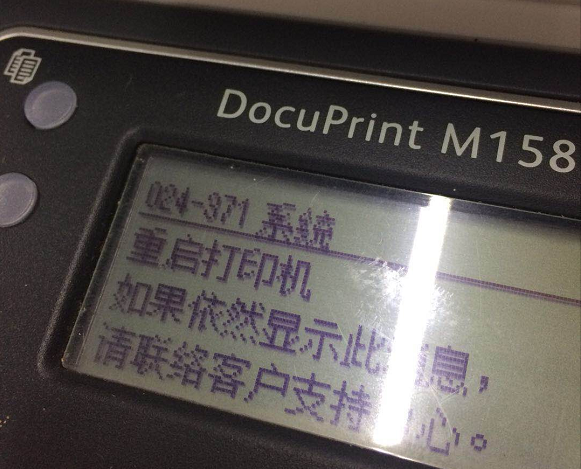 DocuPrint M158
024-371 系统
重启打印机
如果依然显示此 息,
请联络客户支持 心。